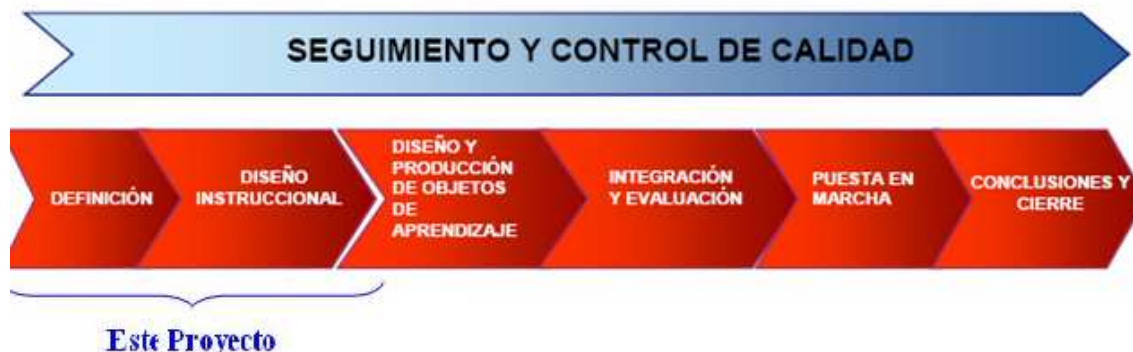 SEGUIMIENTO Y CONTROL DE CALIDAD
DEFINICIÓN
DISEÑO
INSTRUCCIONAL
DISEÑO Y
PRODUCCIÓN
DE OBJETOS
DE
APRENDIZAJE
INTEGRACIÓN
Y EVALUACIÓN
PUESTA EN
MARCHA
CONCLUSIONES Y
CIERRE
Este Proyecto